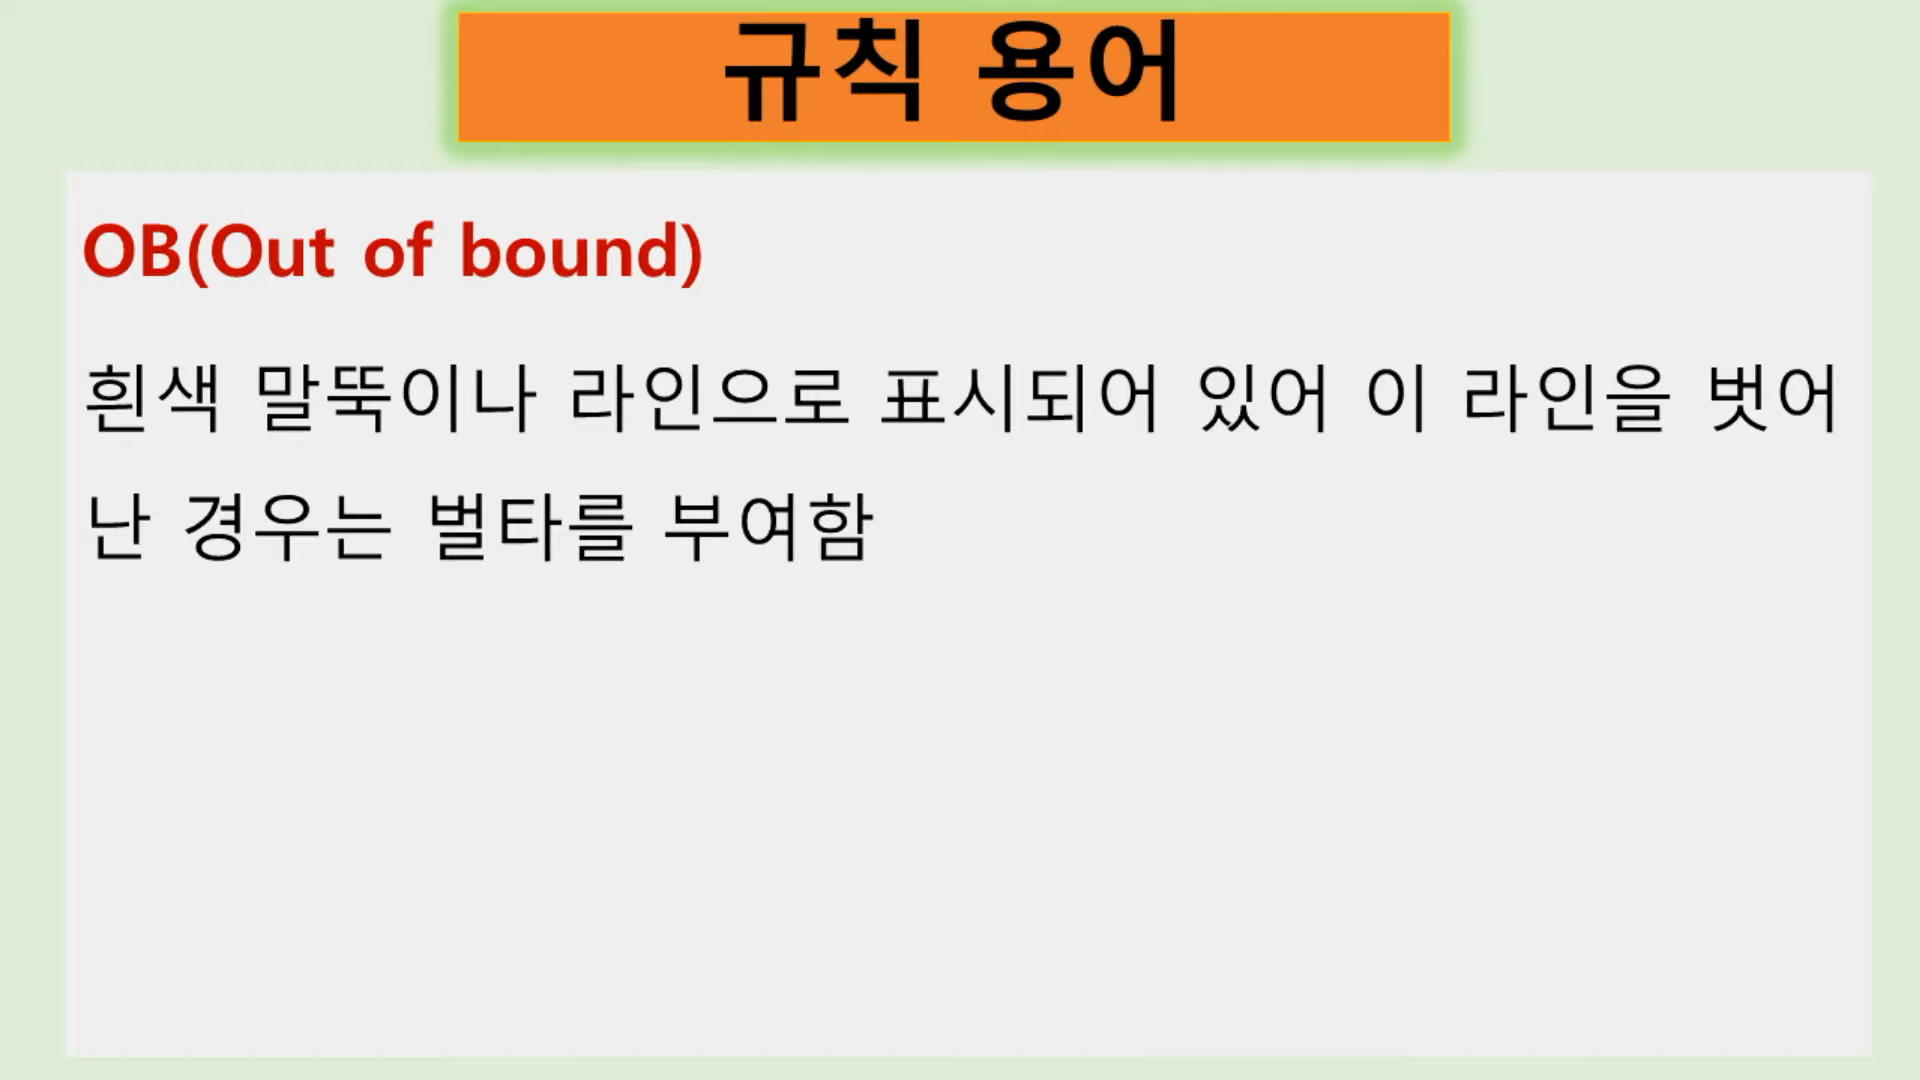 규칙 용어
OB(Out of bound)
흰색 말뚝이나 라인으로 표시되어 있어 이 라인을 벗어
난 경우는 벌타를 부여함